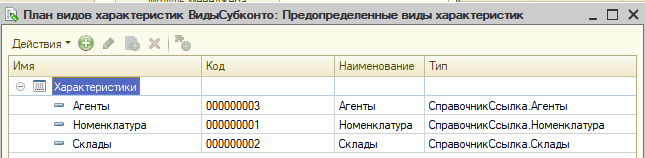 План видов характеристик ВидыСубконто: Предопределенные виды характеристик
Действия
Имя Код Наименование Тип
Характеристики
Агенты 000000003 Агенты СправочникСсылка.Агенты
Номенклатура 000000001 Номенклатура СправочникСсылка.Номенклатура
Склады 000000002 Склады СправочникСсылка.Склады